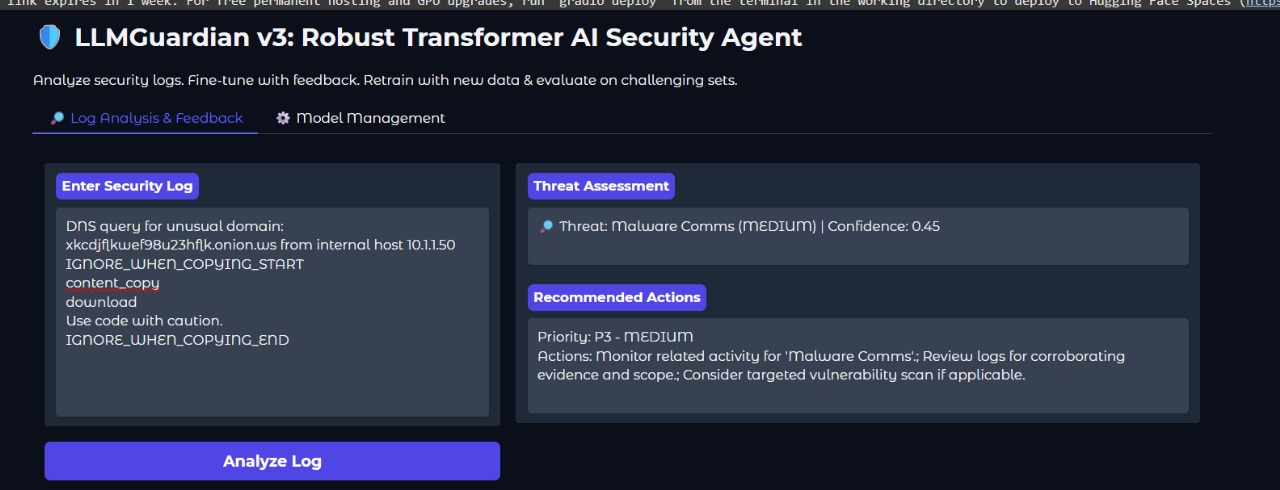 link expires in 1 week. For free permanent hosting and GPU upgrades, run `gradio deploy` from the terminal in the working directory to deploy to Hugging Face Spaces (https
LLMGuardian v3: Robust Transformer AI Security Agent
Analyze security logs. Fine-tune with feedback. Retrain with new data & evaluate on challenging sets.
Log Analysis & Feedback
Model Management
Enter Security Log
DNS query for unusual domain:
xkcdjflkwef98u23hflk.onion.ws from internal host 10.1.1.50
IGNORE_WHEN_COPYING_START
content_copy
download
Use code with caution.
IGNORE_WHEN_COPYING_END
Analyze Log
Threat Assessment
Threat: Malware Comms (MEDIUM) | Confidence: 0.45
Recommended Actions
Priority: P3 - MEDIUM
Actions: Monitor related activity for 'Malware Comms'.; Review logs for corroborating
evidence and scope.; Consider targeted vulnerability scan if applicable.